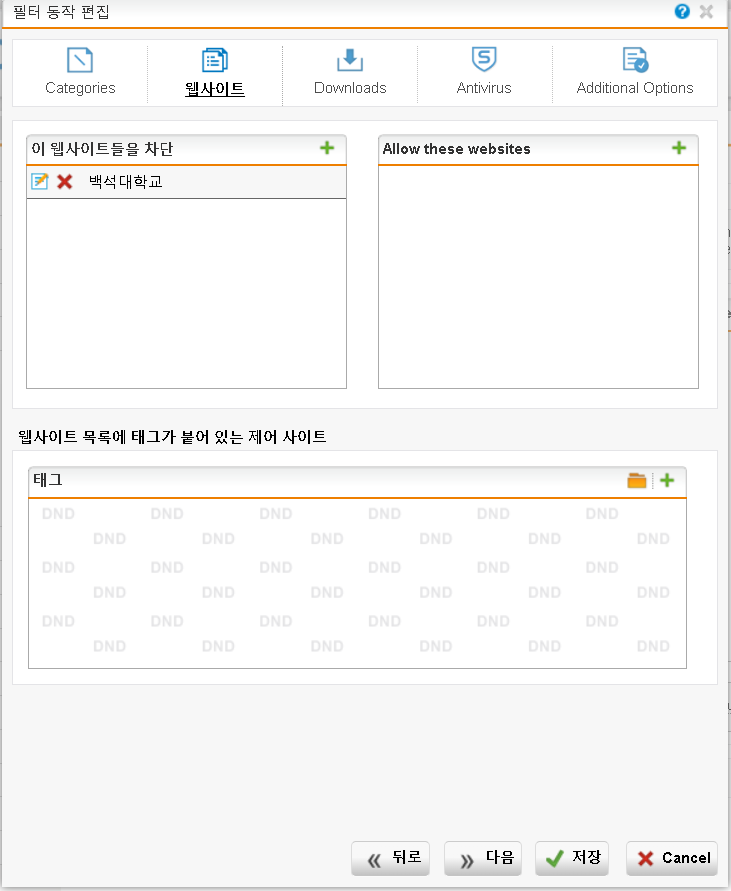 필터 동작 편집
Categories
웹사이트
Downloads
Antivirus
Additional Options
이 웹사이트들을 차단
Allow these websites
백석대학교
웹사이트 목록에 태그가 붙어 있는 제어 사이트
태그
DND DND DND DND DND DND
DND DND DND DND DND DND
DND DND DND DND DND DND
DND DND DND DND DND DND
DND DND DND DND DND DND
DND DND DND DND DND DND
뒤로
다음
저장
Cancel